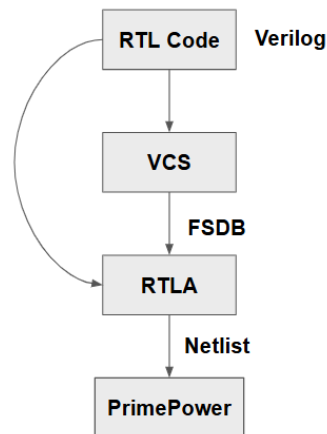 RTL Code
Verilog
VCS
FSDB
RTLA
Netlist
PrimePower